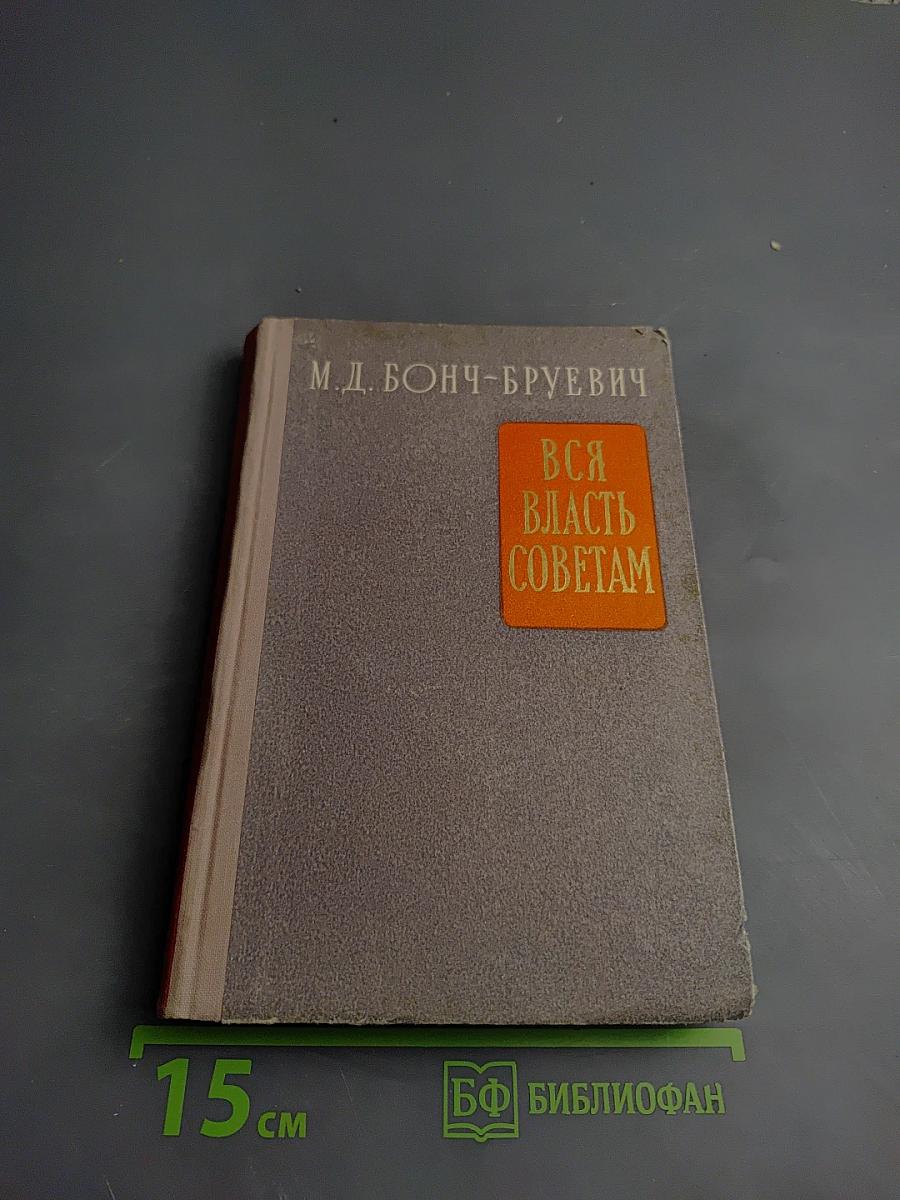 М.Д. БОНЧ-БРУЕВИЧ
ВСЯ
ВЛАСТЬ
СОВЕТАМ
15 см
БФ БИБЛИОФАН